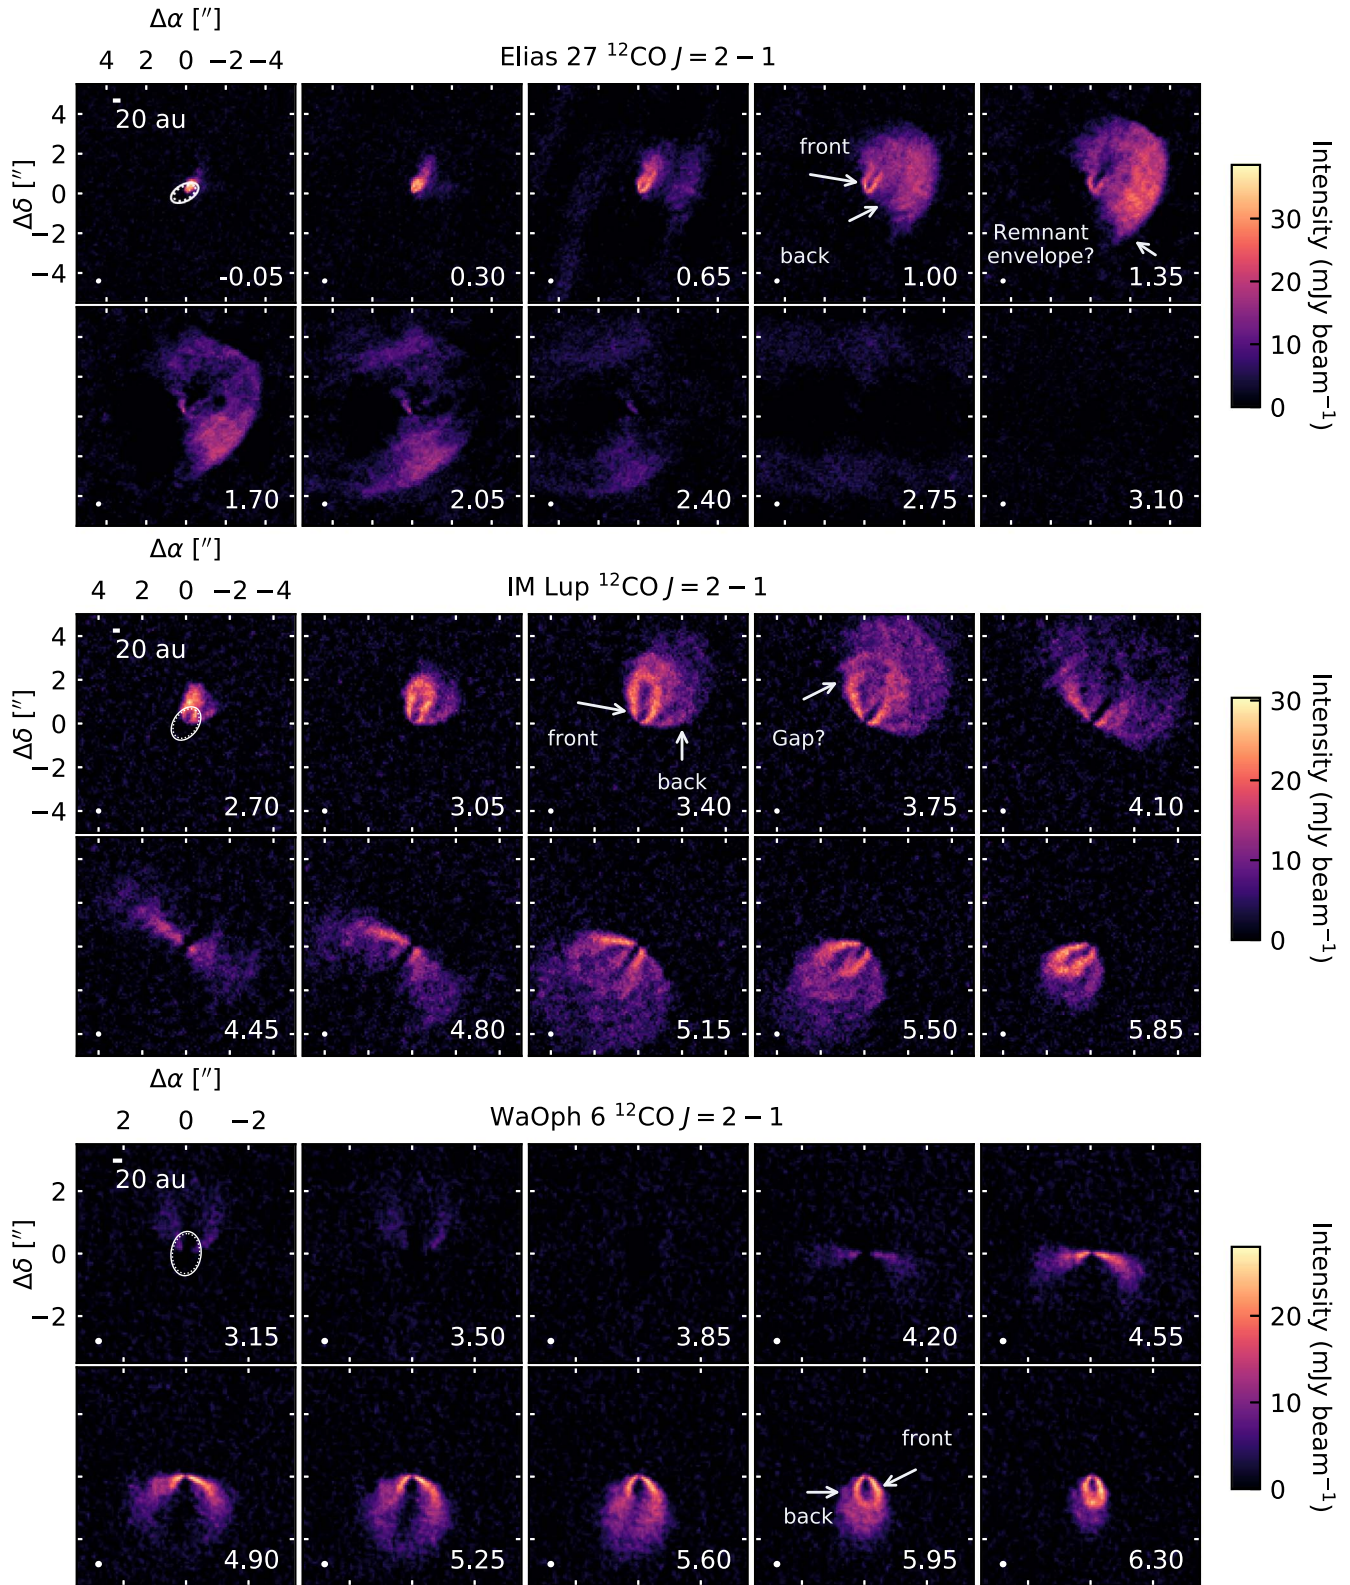 Δα [″]
4 2 0 −2 −4
Elias 27 ¹²CO J = 2 − 1
Δδ [″]
4
2
0
−2
−4
20 au
-0.05
0.30
0.65
front
back
1.00
Remnant
envelope?
1.35
1.70
2.05
2.40
2.75
3.10
30
20
10
0
Intensity (mJy beam⁻¹)
Δα [″]
4 2 0 −2 −4
IM Lup ¹²CO J = 2 − 1
Δδ [″]
4
2
0
−2
−4
20 au
2.70
3.05
front
back
3.40
Gap?
3.75
4.10
4.45
4.80
5.15
5.50
5.85
30
20
10
0
Intensity (mJy beam⁻¹)
Δα [″]
2 0 −2
WaOph 6 ¹²CO J = 2 − 1
Δδ [″]
2
0
−2
20 au
3.15
3.50
3.85
4.20
4.55
4.90
5.25
5.60
front
back
5.95
6.30
20
10
0
Intensity (mJy beam⁻¹)